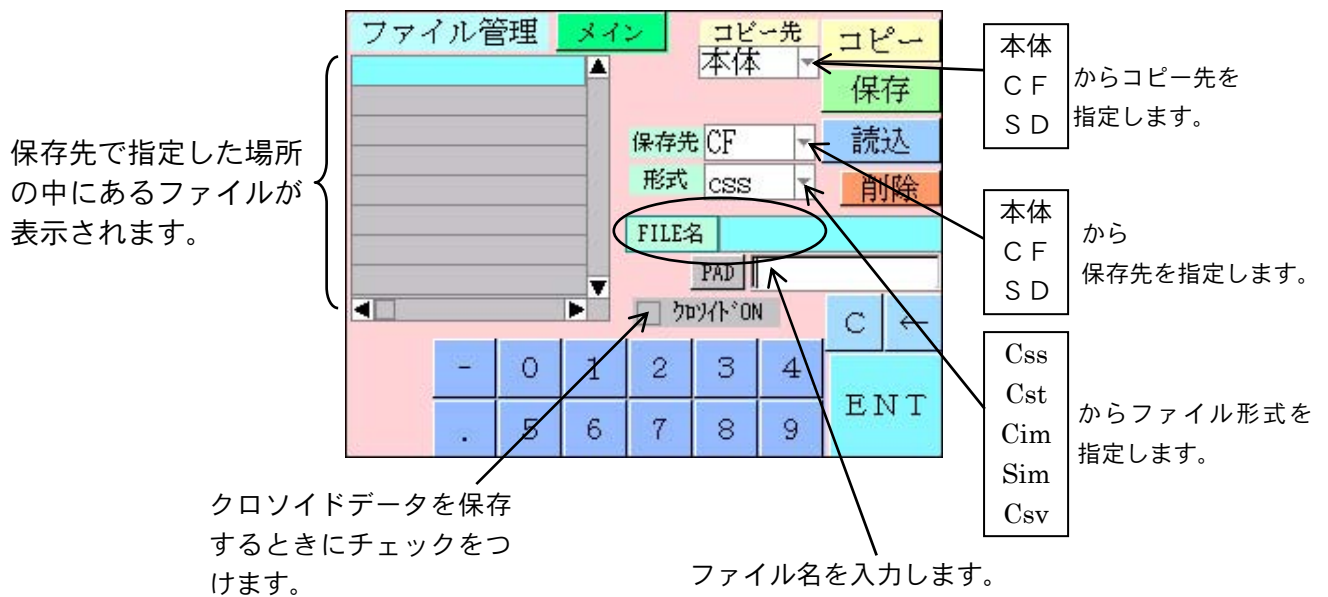 ファイル管理
メイン
コピー先
本体
コピー
保存
保存先
CF
読込
形式
css
削除
FILE名
PAD
ｸﾛｿｲﾄﾞON
C
←
-
0
1
2
3
4
ENT
.
5
6
7
8
9
保存先で指定した場所
の中にあるファイルが
表示されます。
本体
ＣＦ
ＳＤ
からコピー先を
指定します。
本体
ＣＦ
ＳＤ
から
保存先を指定します。
Css
Cst
Cim
Sim
Csv
からファイル形式を
指定します。
クロソイドデータを保存
するときにチェックをつ
けます。
ファイル名を入力します。